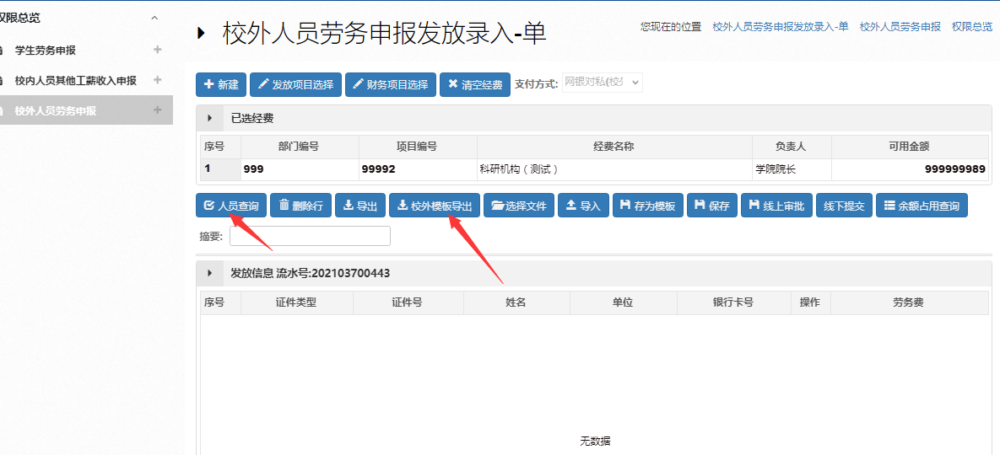 权限总览
学生劳务申报
校内人员其他工薪收入申报
校外人员劳务申报
校外人员劳务申报发放录入-单
您现在的位置 校外人员劳务申报发放录入-单 校外人员劳务申报 权限总览
新建 发放项目选择 财务项目选择 清空经费 支付方式: 网银对私(校外
已选经费
序号 部门编号 项目编号 经费名称 负责人 可用金额
1 999 99992 科研机构（测试） 学院院长 999999989
人员查询 删除行 导出 校外模板导出 选择文件 导入 存为模板 保存 线上审批 线下提交 余额占用查询
摘要:
发放信息 流水号:202103700443
序号 证件类型 证件号 姓名 单位 银行卡号 操作 劳务费
无数据